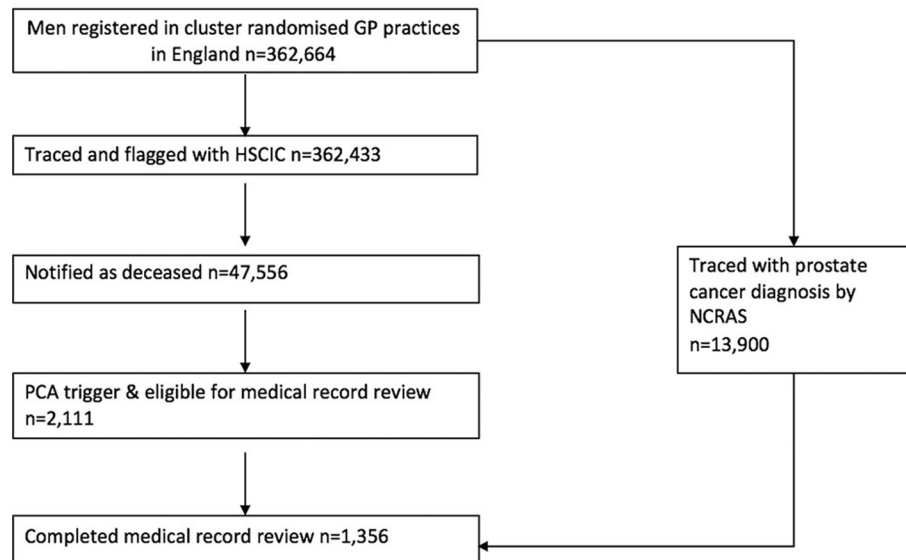 Men registered in cluster randomised GP practices
in England n=362,664
Traced and flagged with HSCIC n=362,433
Notified as deceased n=47,556
Traced with prostate
cancer diagnosis by
NCRAS
n=13,900
PCA trigger & eligible for medical record review
n=2,111
Completed medical record review n=1,356